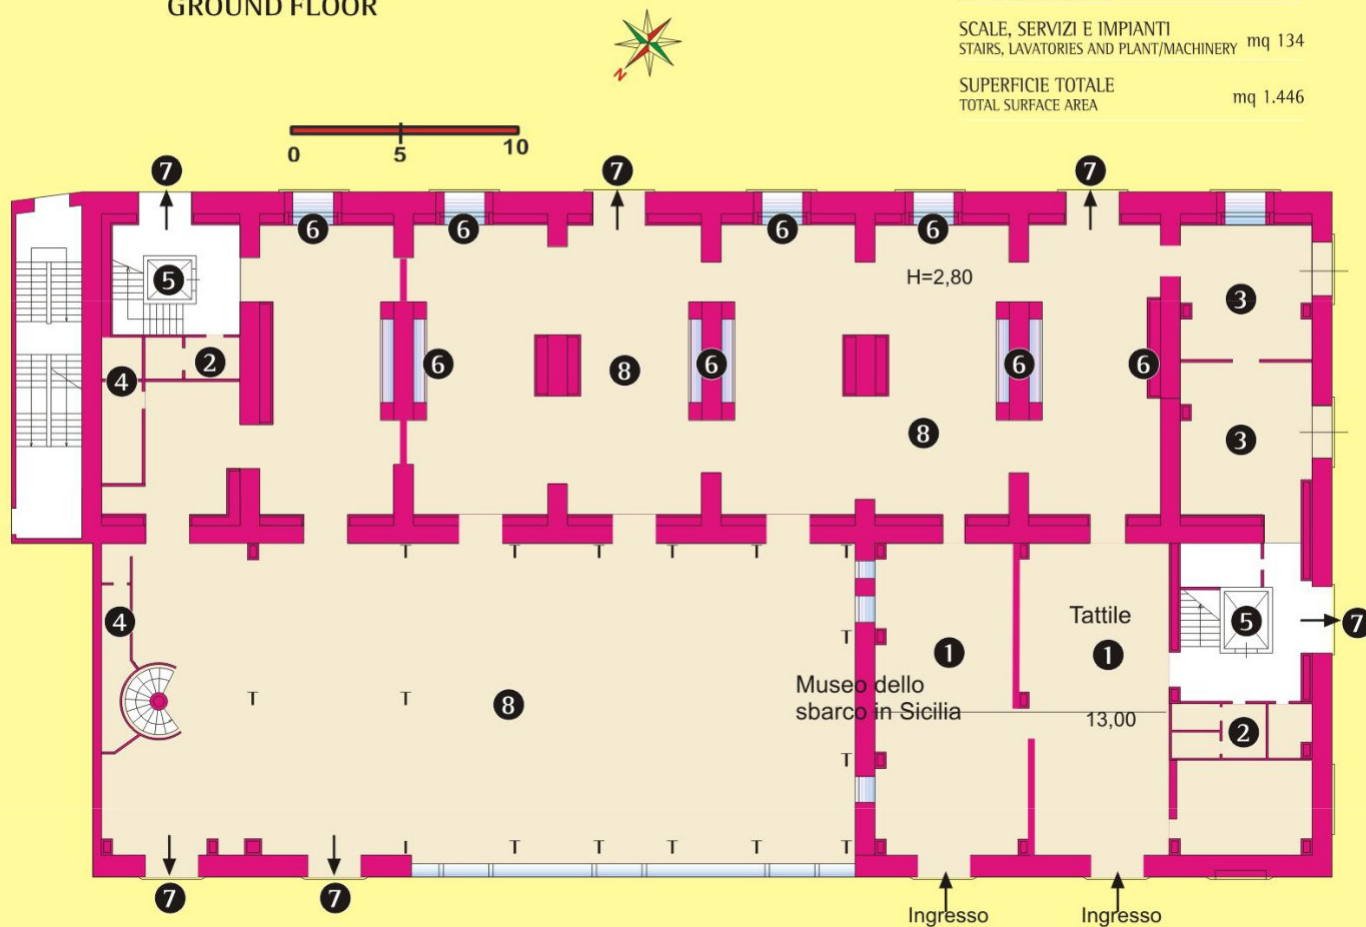 GROUND FLOOR
SCALE, SERVIZI E IMPIANTI
STAIRS, LAVATORIES AND PLANT/MACHINERY mq 134
SUPERFICIE TOTALE
TOTAL SURFACE AREA mq 1.446
N
0 5 10
7 7 7
6 6 6 6
5
H=2,80
3
2
4
6 8 6 6 6
8
3
4
Tattile
5 7
1 1
Museo dello
sbarco in Sicilia
8
13,00
2
7 7
Ingresso Ingresso